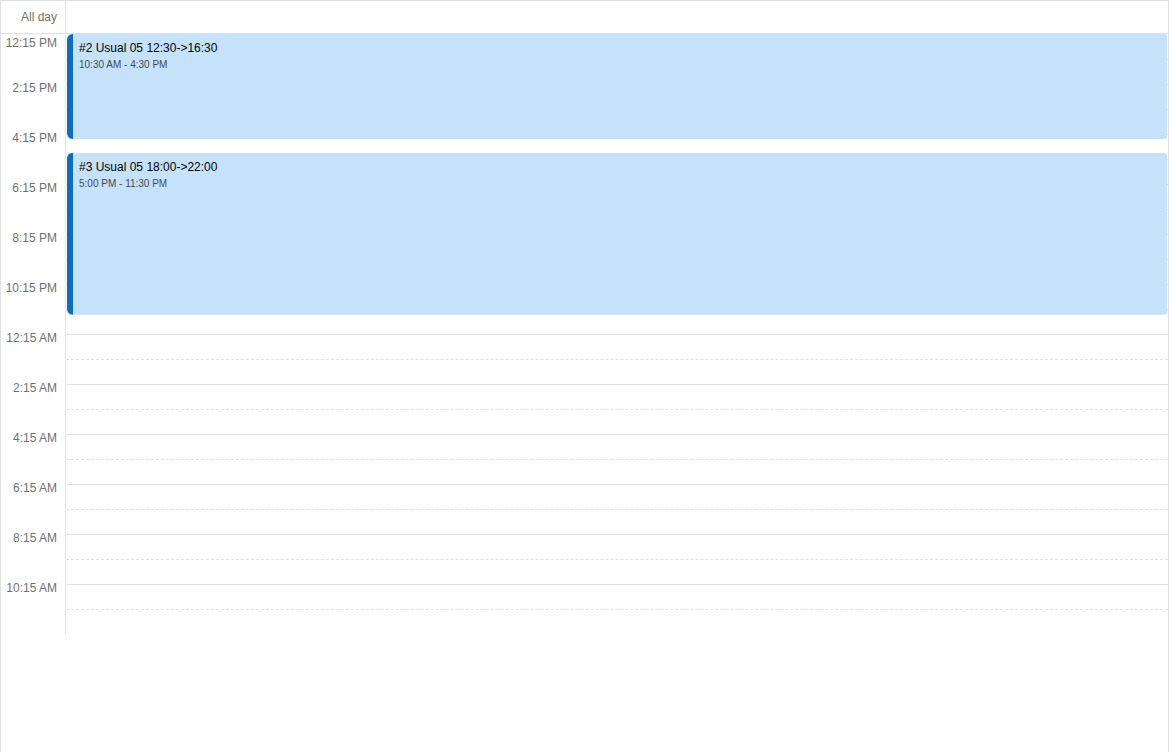 All day
12:15 PM
#2 Usual 05 12:30->16:30
10:30 AM - 4:30 PM
2:15 PM
4:15 PM
#3 Usual 05 18:00->22:00
5:00 PM - 11:30 PM
6:15 PM
8:15 PM
10:15 PM
12:15 AM
2:15 AM
4:15 AM
6:15 AM
8:15 AM
10:15 AM